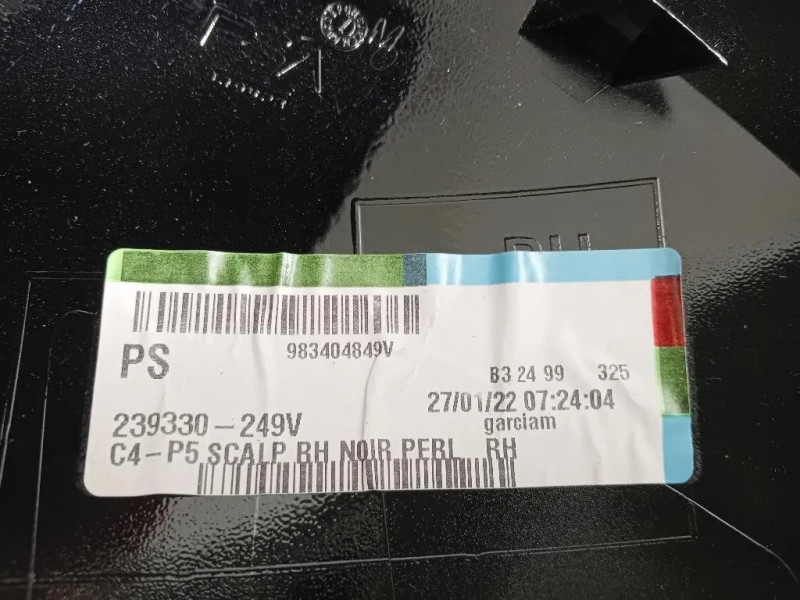 RH
983404849V
PS
B3 24 99 325
27/01/22 07:24:04
239330-249V
garciam
C4-P5 SCALP RH NOIR PERL RH